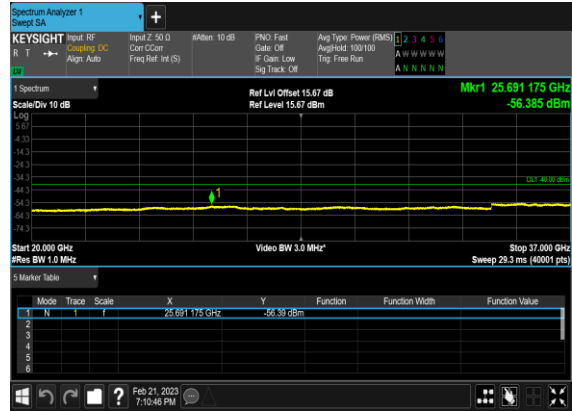 Spectrum Analyzer 1
Swept SA
+
KEYSIGHT Input: RF Input Z: 50 Ω #Atten: 10 dB PNO: Fast Avg Type: Power (RMS) 1 2 3 4 5 6
R T Coupling: DC Corr CCorr Gate: Off Avg|Hold: 100/100 A W W W W W
Align: Auto Freq Ref: Int (S) IF Gain: Low Trig: Free Run
Sig Track: Off A N N N N N
1 Spectrum Ref Lvl Offset 15.67 dB Mkr1 25.691 175 GHz
Scale/Div 10 dB Ref Level 15.67 dBm -56.385 dBm
Log
5.67
-4.33
-14.3
-24.3
-34.3
DL1 -40.00 dBm
-44.3
1
-54.3
-64.3
-74.3
Start 20.000 GHz Video BW 3.0 MHz* Stop 37.000 GHz
#Res BW 1.0 MHz Sweep 29.3 ms (40001 pts)
5 Marker Table
Mode Trace Scale X Y Function Function Width Function Value
1 N 1 f 25.691 175 GHz -56.39 dBm
2
3
4
5
6
? Feb 21, 2023
7:10:46 PM